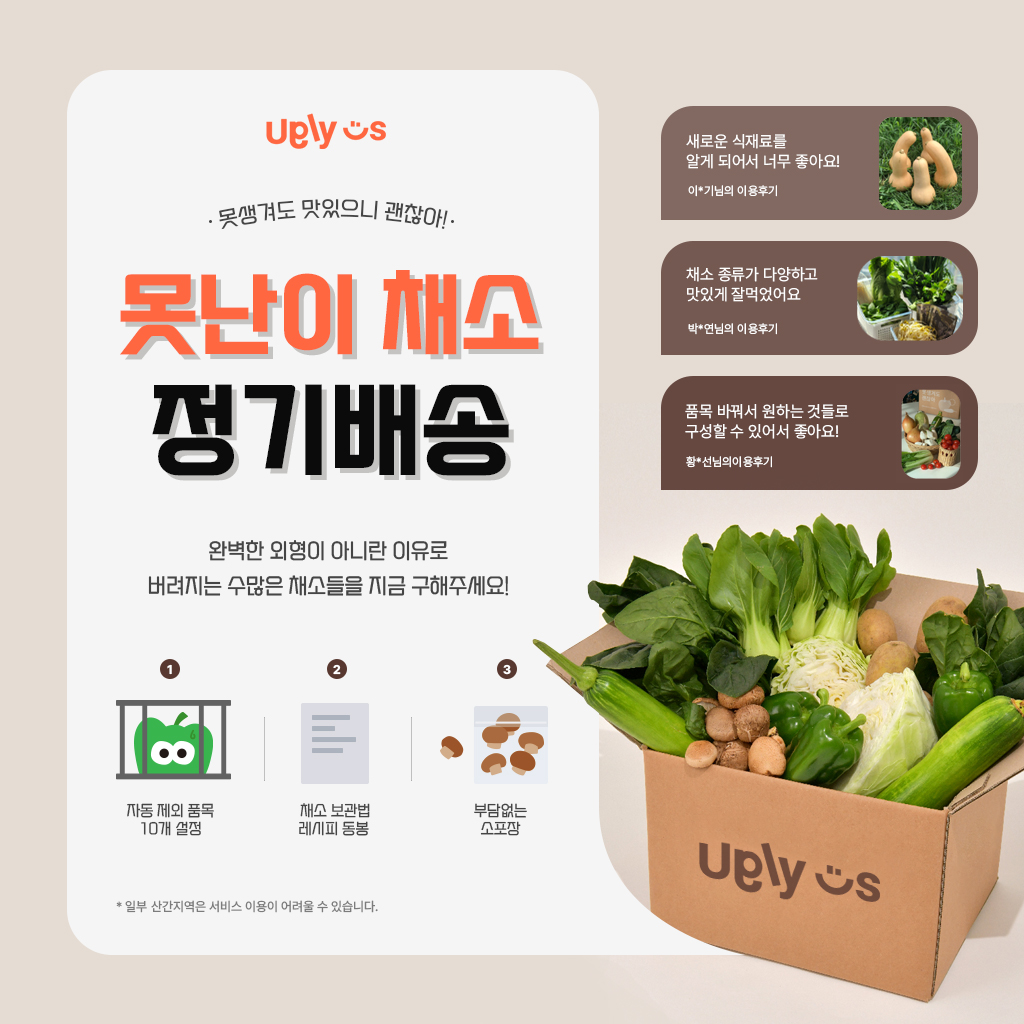 Ugly us
· 못생겨도 맛있으니 괜찮아! ·
못난이 채소
정기배송
완벽한 외형이 아니란 이유로
버려지는 수많은 채소들을 지금 구해주세요!
1
자동 제외 품목
10개 설정
2
채소 보관법
레시피 동봉
3
부담없는
소포장
* 일부 산간지역은 서비스 이용이 어려울 수 있습니다.
새로운 식재료를
알게 되어서 너무 좋아요!
이*기님의 이용후기
채소 종류가 다양하고
맛있게 잘먹었어요
박*연님의 이용후기
품목 바꿔서 원하는 것들로
구성할 수 있어서 좋아요!
황*선님의이용후기
Ugly us